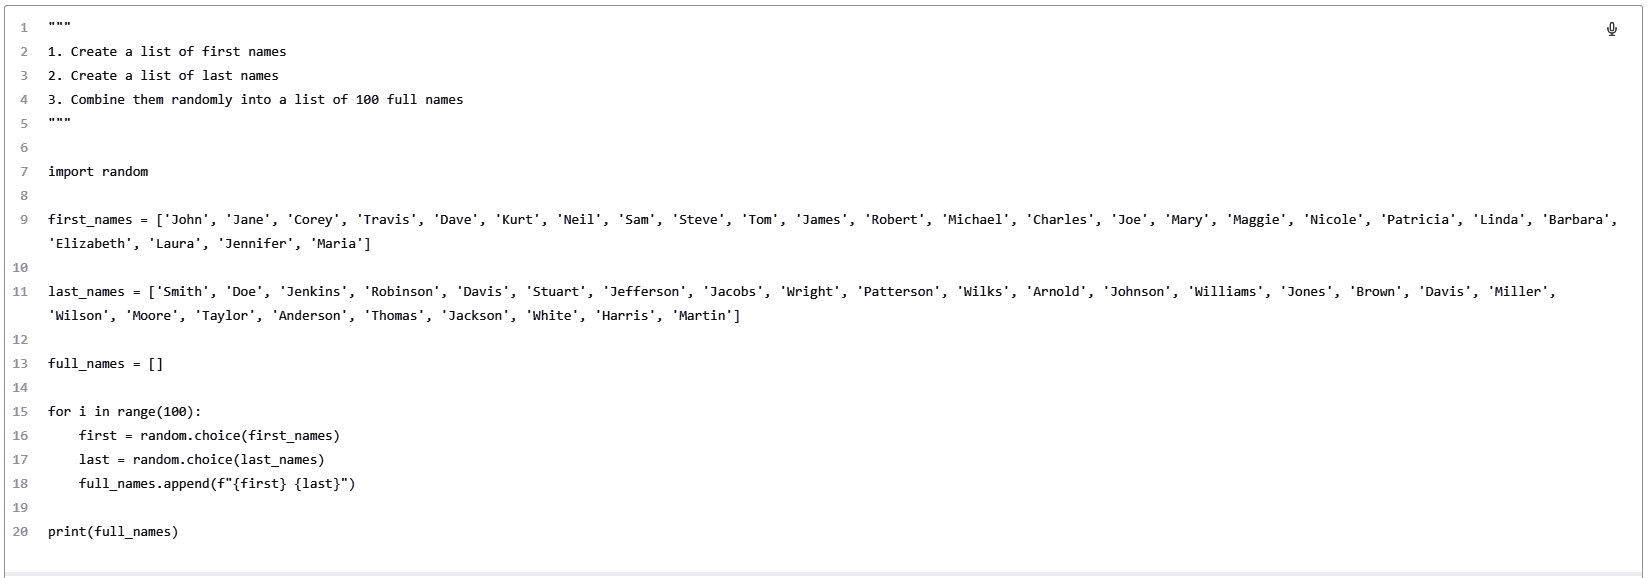 1 """
2 1. Create a list of first names
3 2. Create a list of last names
4 3. Combine them randomly into a list of 100 full names
5 """
6
7 import random
8
9 first_names = ['John', 'Jane', 'Corey', 'Travis', 'Dave', 'Kurt', 'Neil', 'Sam', 'Steve', 'Tom', 'James', 'Robert', 'Michael', 'Charles', 'Joe', 'Mary', 'Maggie', 'Nicole', 'Patricia', 'Linda', 'Barbara',
'Elizabeth', 'Laura', 'Jennifer', 'Maria']
10
11 last_names = ['Smith', 'Doe', 'Jenkins', 'Robinson', 'Davis', 'Stuart', 'Jefferson', 'Jacobs', 'Wright', 'Patterson', 'Wilks', 'Arnold', 'Johnson', 'Williams', 'Jones', 'Brown', 'Davis', 'Miller',
'Wilson', 'Moore', 'Taylor', 'Anderson', 'Thomas', 'Jackson', 'White', 'Harris', 'Martin']
12
13 full_names = []
14
15 for i in range(100):
16     first = random.choice(first_names)
17     last = random.choice(last_names)
18     full_names.append(f"{first} {last}")
19
20 print(full_names)